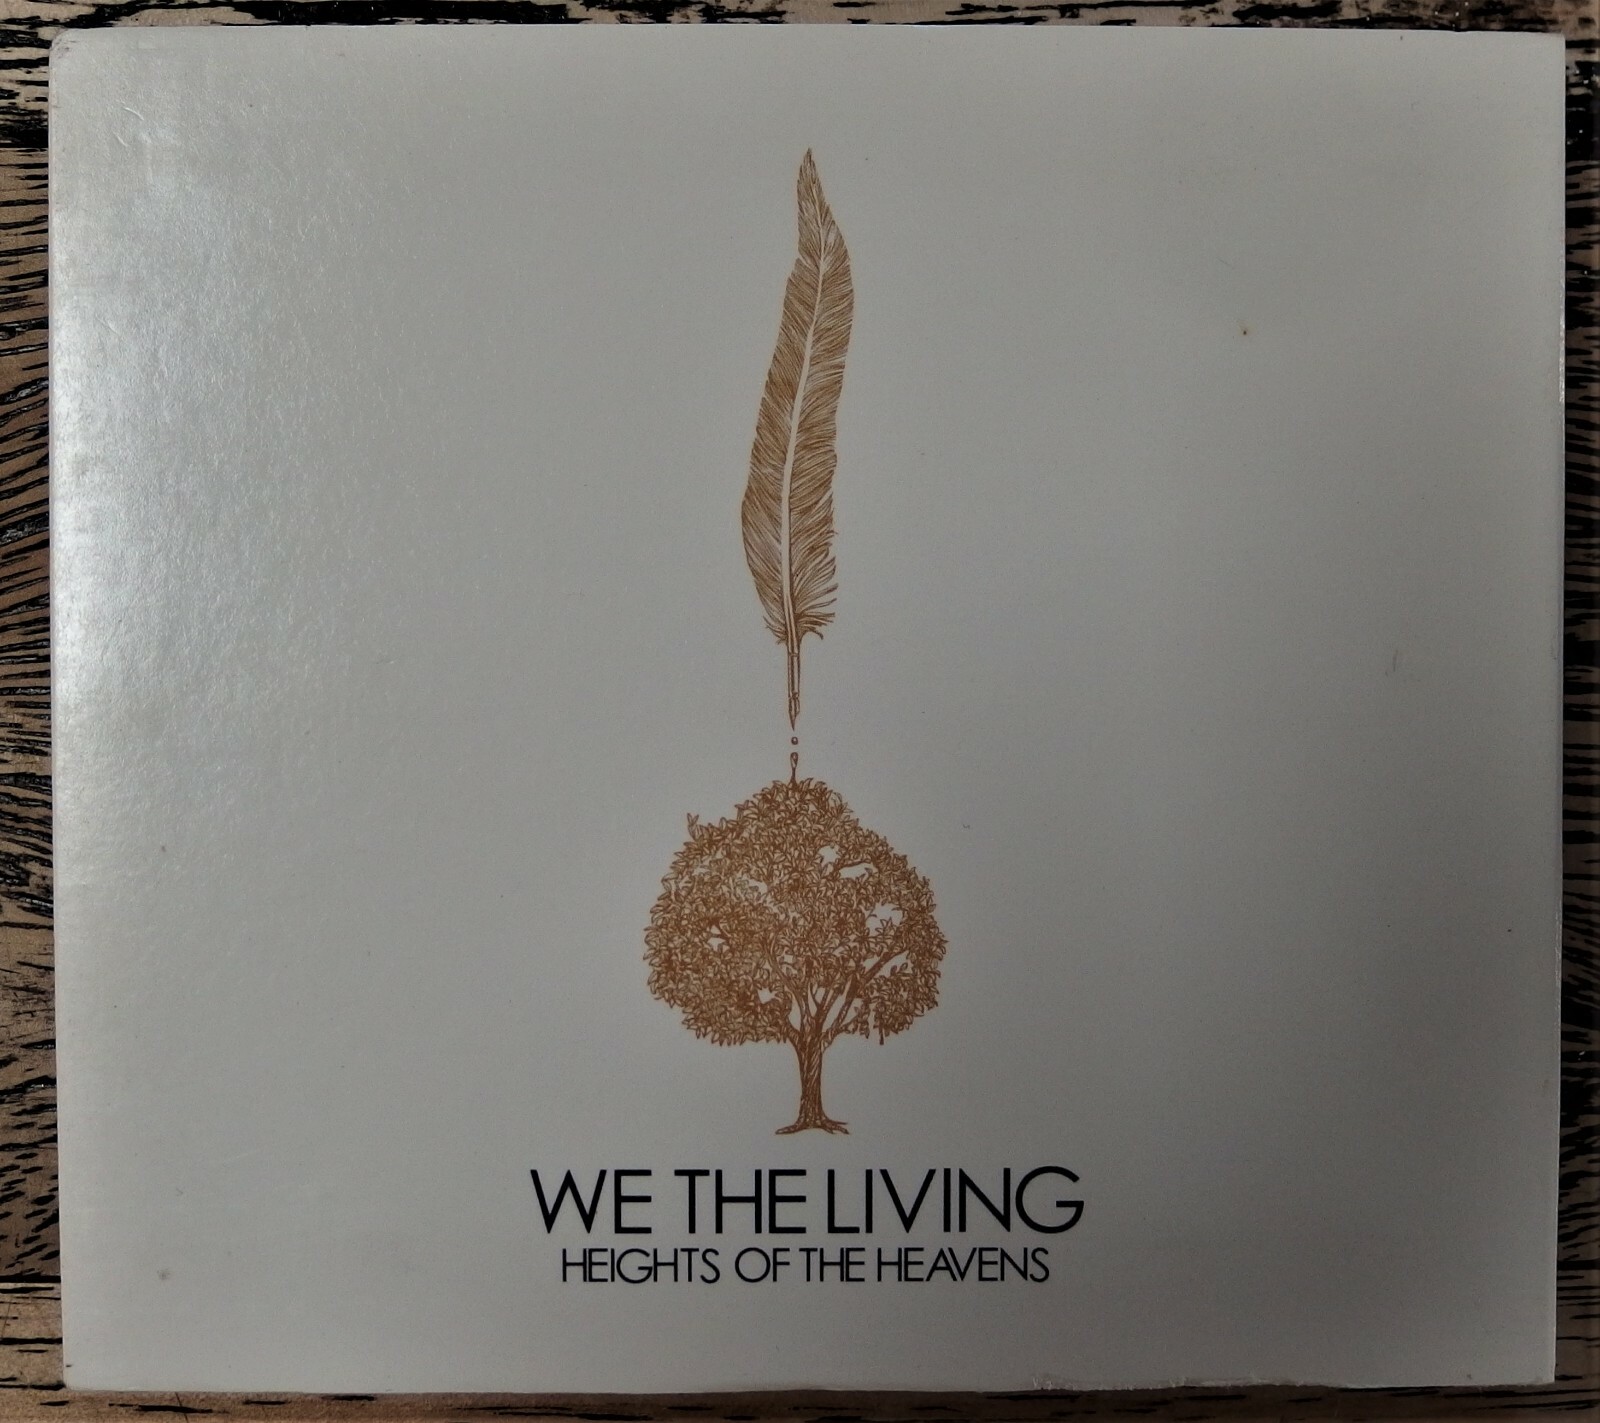 WE THE LIVING
HEIGHTS OF THE HEAVENS